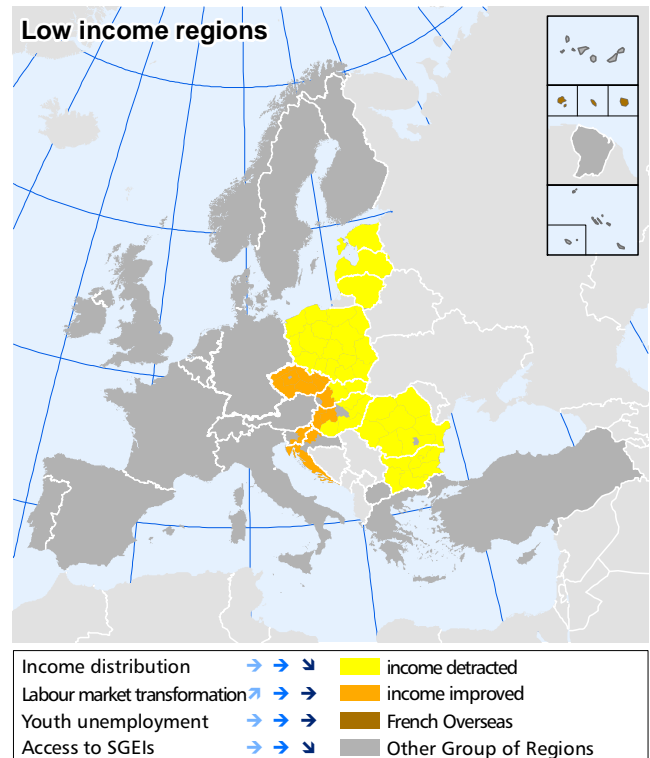 Low income regions
Income distribution → → ↘ income detracted
Labour market transformation ↗ → → income improved
Youth unemployment → → → French Overseas
Access to SGEIs → → ↘ Other Group of Regions